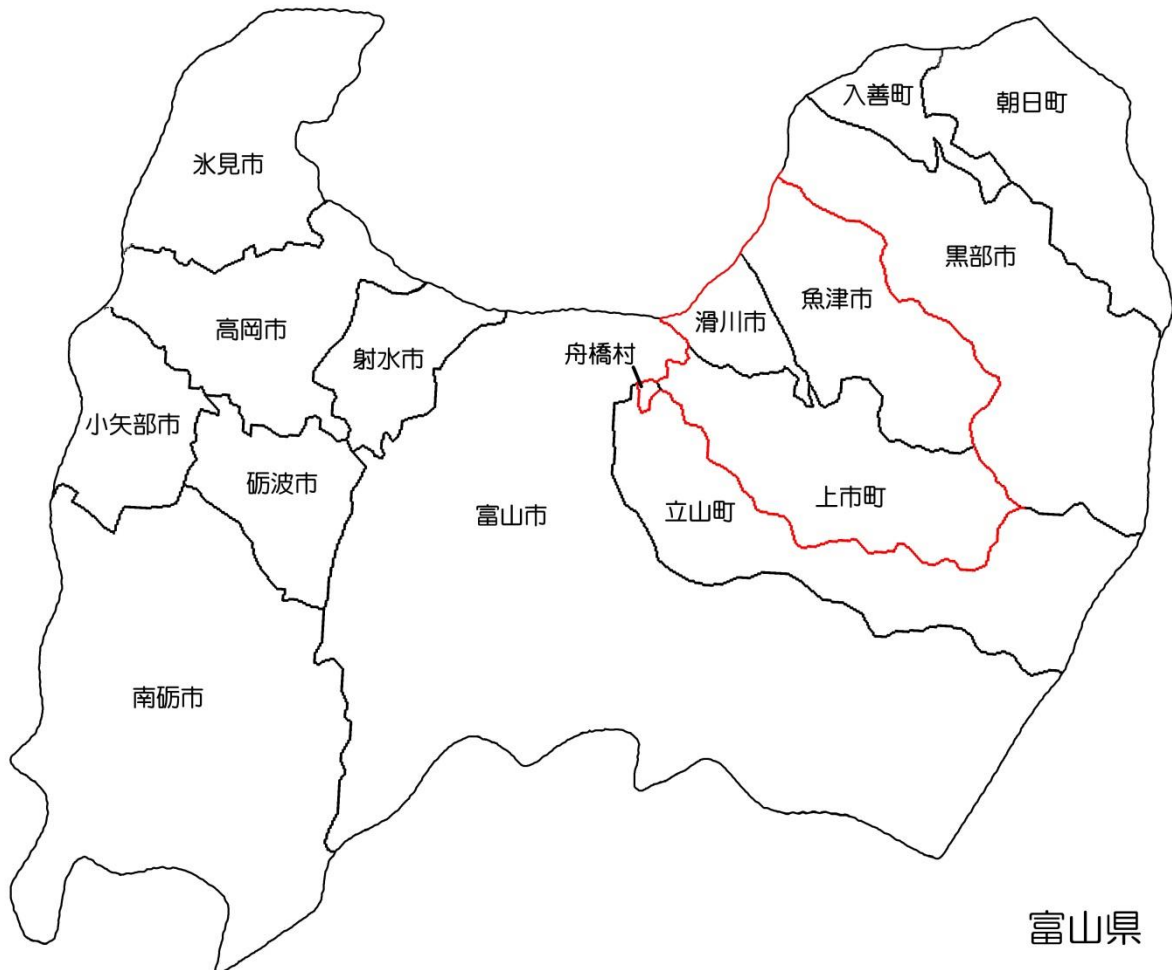 入善町
朝日町
氷見市
黒部市
魚津市
滑川市
高岡市
射水市
舟橋村
小矢部市
砺波市
上市町
立山町
富山市
南砺市
富山県